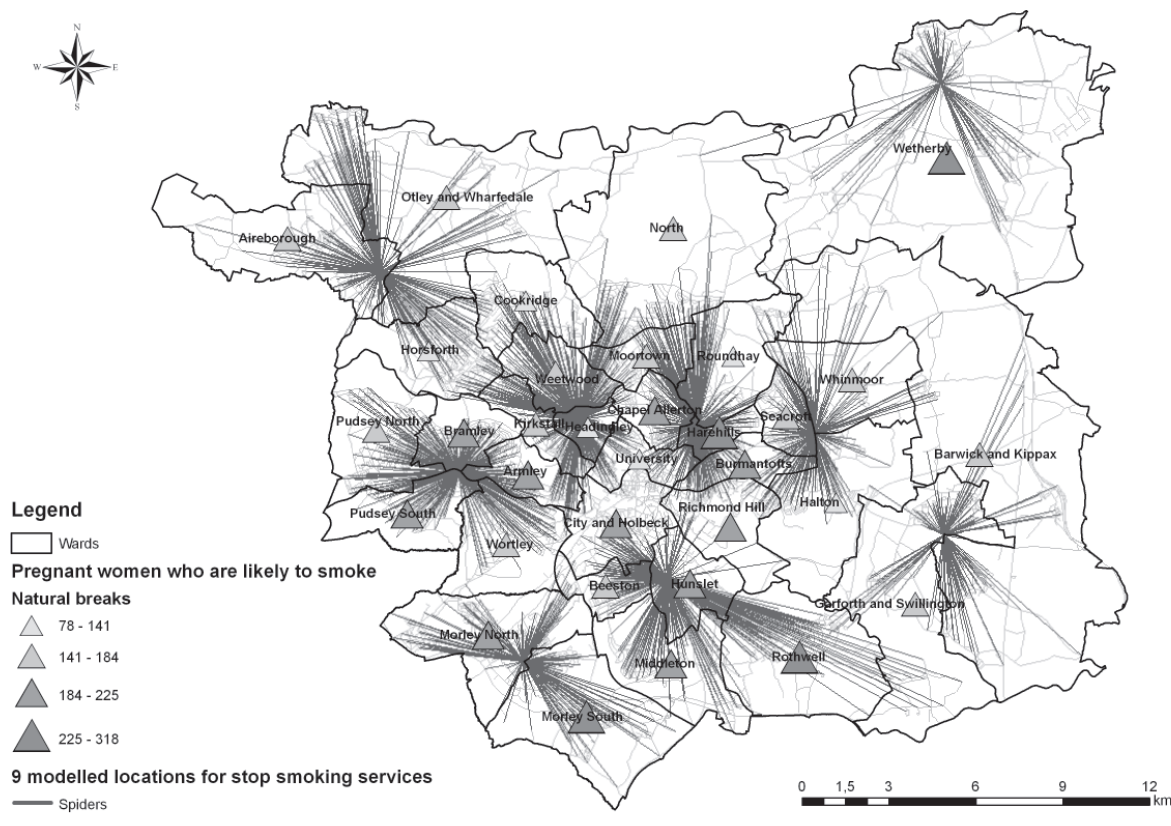 N
W E
S
Wetherby
Otley and Wharfedale
Aireborough
North
Cookridge
Horsforth
Moortown
Roundhay
Weetwood
Whinmoor
Chapel Allerton
Pudsey North
Bramley
Kirkstall
Headingley
Harehills
Seacroft
University
Burmantofts
Barwick and Kippax
Armley
Pudsey South
City and Holbeck
Richmond Hill
Halton
Wortley
Beeston
Hunslet
Garforth and Swillington
Morley North
Middleton
Rothwell
Morley South
Legend
Wards
Pregnant women who are likely to smoke
Natural breaks
78 - 141
141 - 184
184 - 225
225 - 318
9 modelled locations for stop smoking services
Spiders
0 1,5 3 6 9 12
km